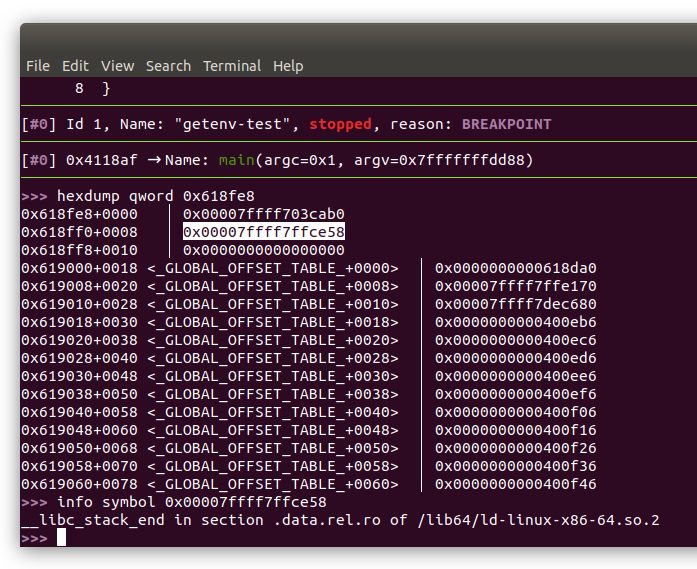 File Edit View Search Terminal Help
8 }
[#0] Id 1, Name: "getenv-test", stopped, reason: BREAKPOINT
[#0] 0x4118af →Name: main(argc=0x1, argv=0x7fffffffdd88)
>>> hexdump qword 0x618fe8
0x618fe8+0000 │ 0x00007ffff703cab0
0x618ff0+0008 │ 0x00007ffff7ffce58
0x618ff8+0010 │ 0x0000000000000000
0x619000+0018 <_GLOBAL_OFFSET_TABLE_+0000> │ 0x0000000000618da0
0x619008+0020 <_GLOBAL_OFFSET_TABLE_+0008> │ 0x00007ffff7ffe170
0x619010+0028 <_GLOBAL_OFFSET_TABLE_+0010> │ 0x00007ffff7dec680
0x619018+0030 <_GLOBAL_OFFSET_TABLE_+0018> │ 0x0000000000400eb6
0x619020+0038 <_GLOBAL_OFFSET_TABLE_+0020> │ 0x0000000000400ec6
0x619028+0040 <_GLOBAL_OFFSET_TABLE_+0028> │ 0x0000000000400ed6
0x619030+0048 <_GLOBAL_OFFSET_TABLE_+0030> │ 0x0000000000400ee6
0x619038+0050 <_GLOBAL_OFFSET_TABLE_+0038> │ 0x0000000000400ef6
0x619040+0058 <_GLOBAL_OFFSET_TABLE_+0040> │ 0x0000000000400f06
0x619048+0060 <_GLOBAL_OFFSET_TABLE_+0048> │ 0x0000000000400f16
0x619050+0068 <_GLOBAL_OFFSET_TABLE_+0050> │ 0x0000000000400f26
0x619058+0070 <_GLOBAL_OFFSET_TABLE_+0058> │ 0x0000000000400f36
0x619060+0078 <_GLOBAL_OFFSET_TABLE_+0060> │ 0x0000000000400f46
>>> info symbol 0x00007ffff7ffce58
__libc_stack_end in section .data.rel.ro of /lib64/ld-linux-x86-64.so.2
>>>